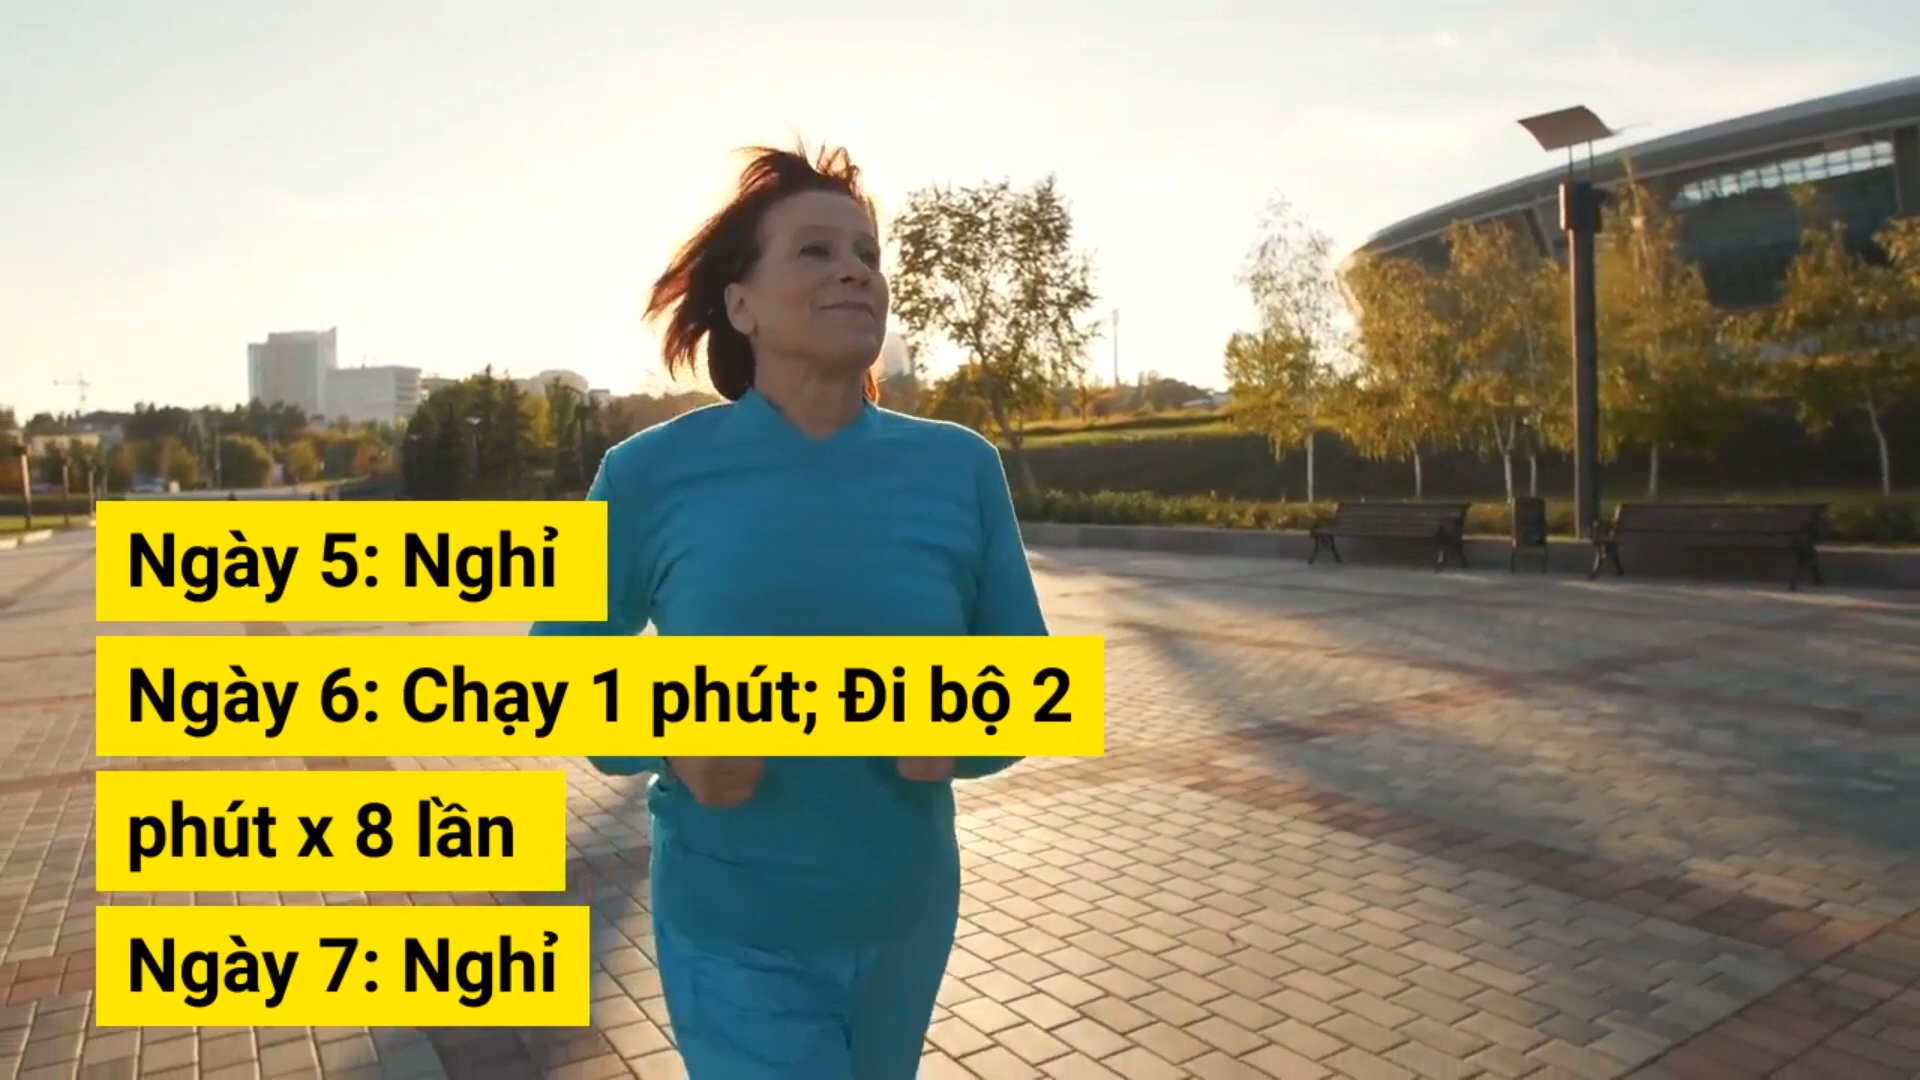 Ngày 5: Nghỉ
Ngày 6: Chạy 1 phút; Đi bộ 2
phút x 8 lần
Ngày 7: Nghỉ